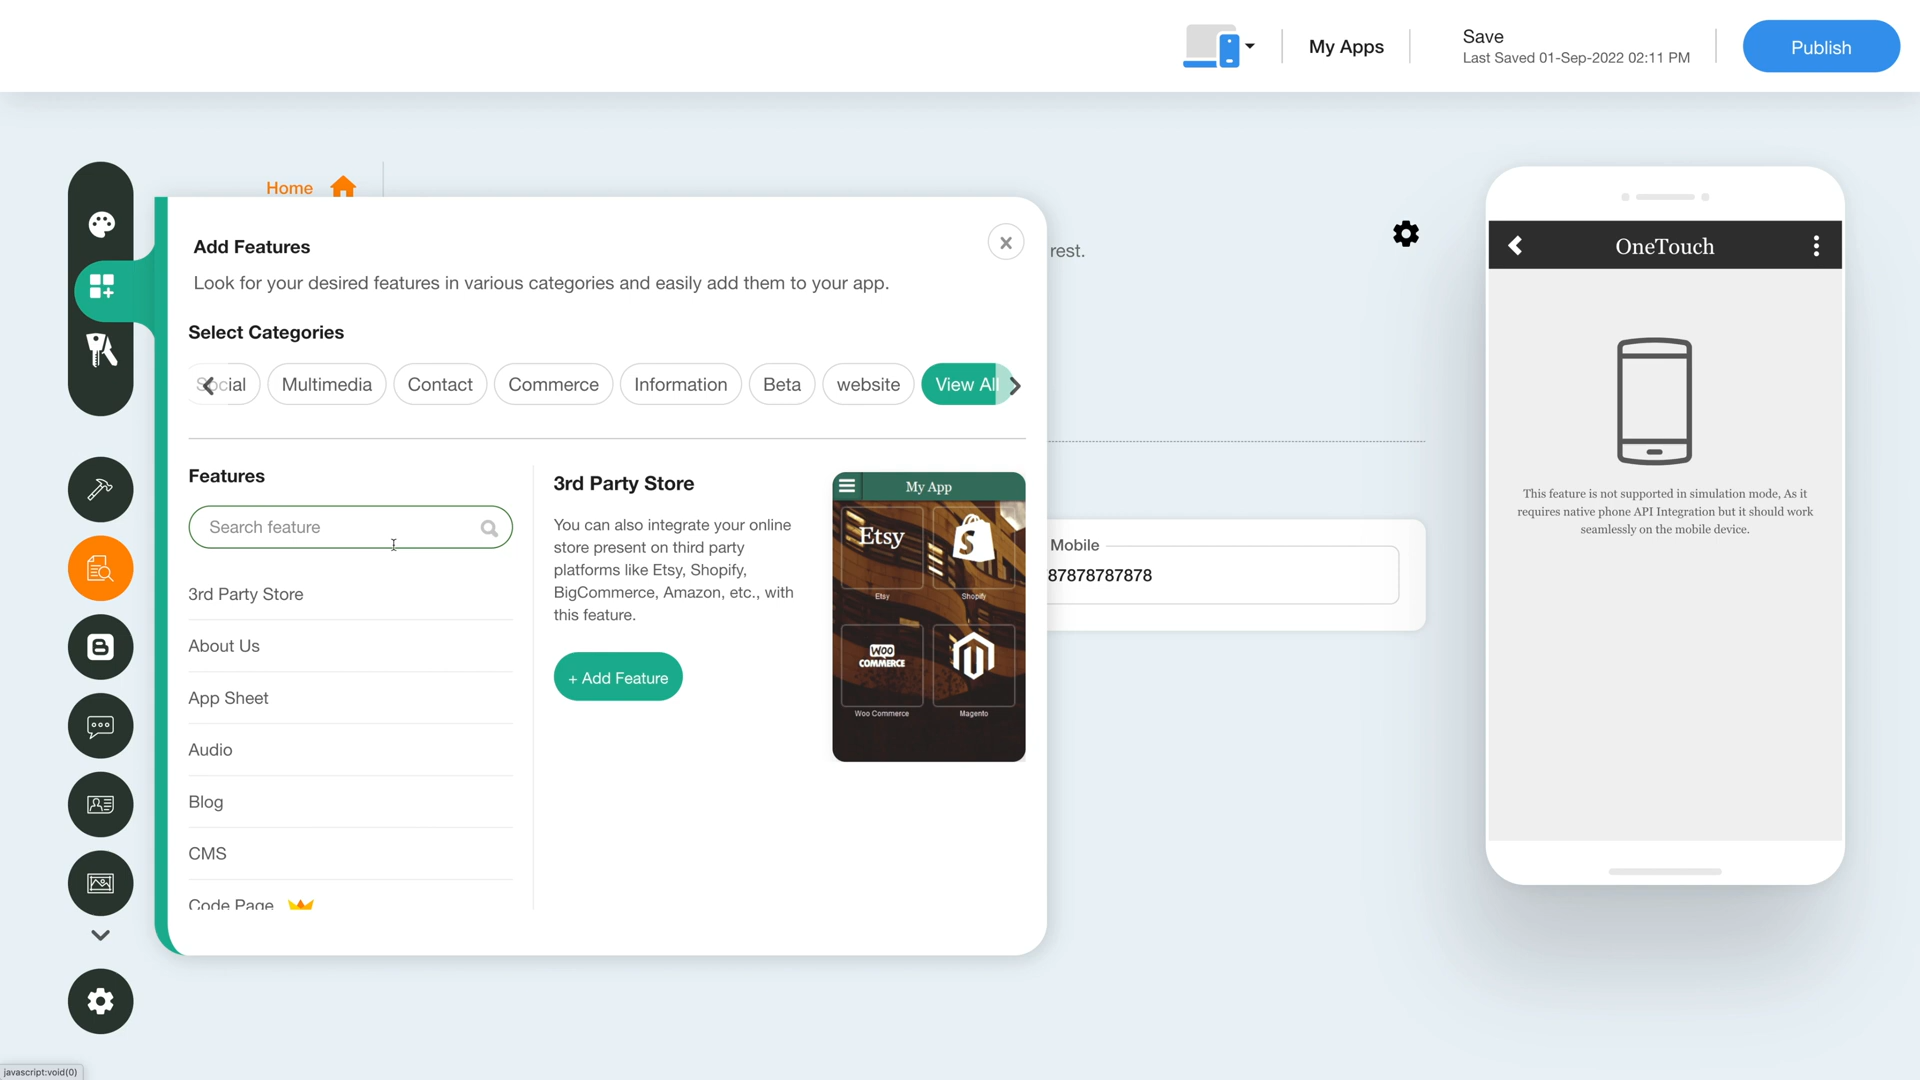 My Apps
Save
Last Saved 01-Sep-2022 02:11 PM
Publish
Home
Add Features
Look for your desired features in various categories and easily add them to your app.
rest.
Select Categories
Social
Multimedia
Contact
Commerce
Information
Beta
website
View All
Features
Search feature
3rd Party Store
About Us
App Sheet
Audio
Blog
CMS
Code Page
3rd Party Store
You can also integrate your online
store present on third party
platforms like Etsy, Shopify,
BigCommerce, Amazon, etc., with
this feature.
+ Add Feature
My App
Etsy
Etsy
Shopify
WOO
COMMERCE
Woo Commerce
Magento
Mobile
87878787878
OneTouch
This feature is not supported in simulation mode, As it
requires native phone API Integration but it should work
seamlessly on the mobile device.
javascript:void(0)